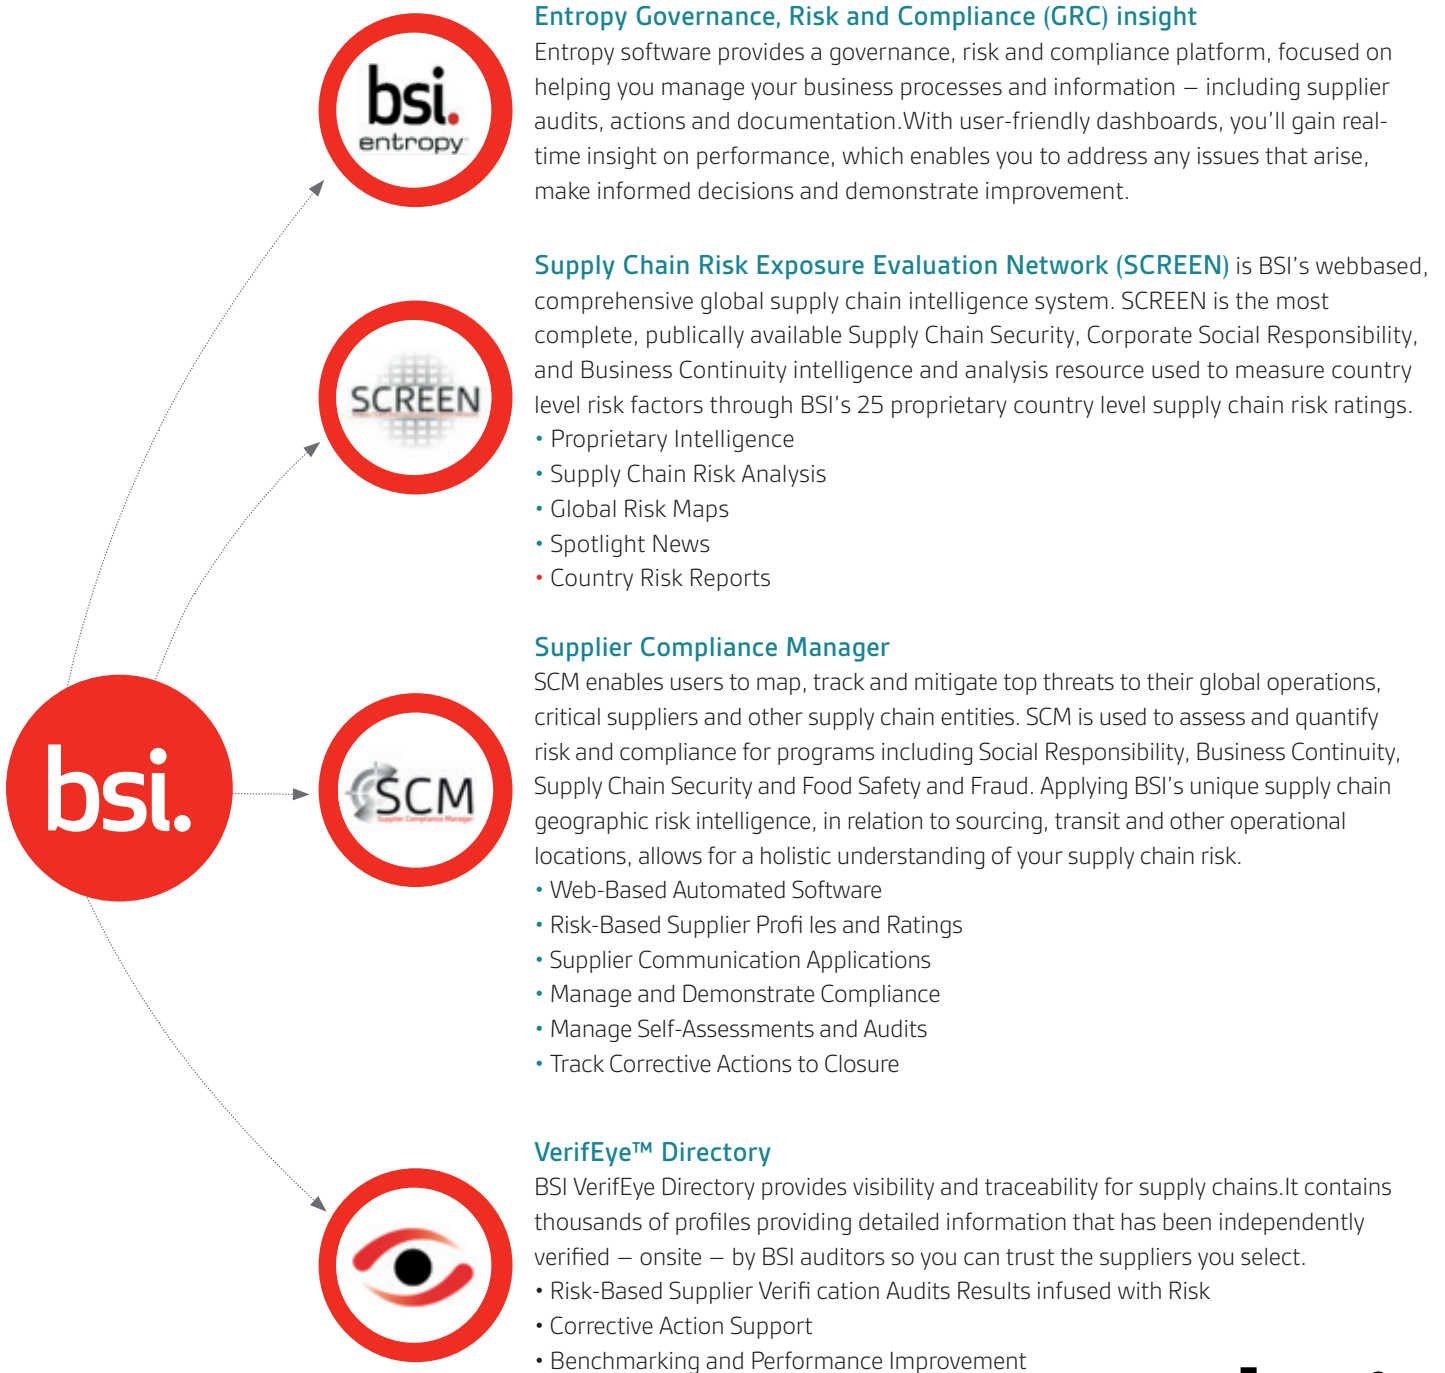 Entropy Governance, Risk and Compliance (GRC) insight
Entropy software provides a governance, risk and compliance platform, focused on
helping you manage your business processes and information – including supplier
audits, actions and documentation.With user-friendly dashboards, you'll gain real-
time insight on performance, which enables you to address any issues that arise,
make informed decisions and demonstrate improvement.
bsi.
entropy
Supply Chain Risk Exposure Evaluation Network (SCREEN) is BSI's webbased,
comprehensive global supply chain intelligence system. SCREEN is the most
complete, publically available Supply Chain Security, Corporate Social Responsibility,
and Business Continuity intelligence and analysis resource used to measure country
level risk factors through BSI's 25 proprietary country level supply chain risk ratings.
• Proprietary Intelligence
• Supply Chain Risk Analysis
• Global Risk Maps
• Spotlight News
• Country Risk Reports
SCREEN
Supplier Compliance Manager
SCM enables users to map, track and mitigate top threats to their global operations,
critical suppliers and other supply chain entities. SCM is used to assess and quantify
risk and compliance for programs including Social Responsibility, Business Continuity,
Supply Chain Security and Food Safety and Fraud. Applying BSI's unique supply chain
geographic risk intelligence, in relation to sourcing, transit and other operational
locations, allows for a holistic understanding of your supply chain risk.
• Web-Based Automated Software
• Risk-Based Supplier Profi les and Ratings
• Supplier Communication Applications
• Manage and Demonstrate Compliance
• Manage Self-Assessments and Audits
• Track Corrective Actions to Closure
bsi.
SCM
Supplier Compliance Manager
VerifEye™ Directory
BSI VerifEye Directory provides visibility and traceability for supply chains.It contains
thousands of profiles providing detailed information that has been independently
verified – onsite – by BSI auditors so you can trust the suppliers you select.
• Risk-Based Supplier Verifi cation Audits Results infused with Risk
• Corrective Action Support
• Benchmarking and Performance Improvement